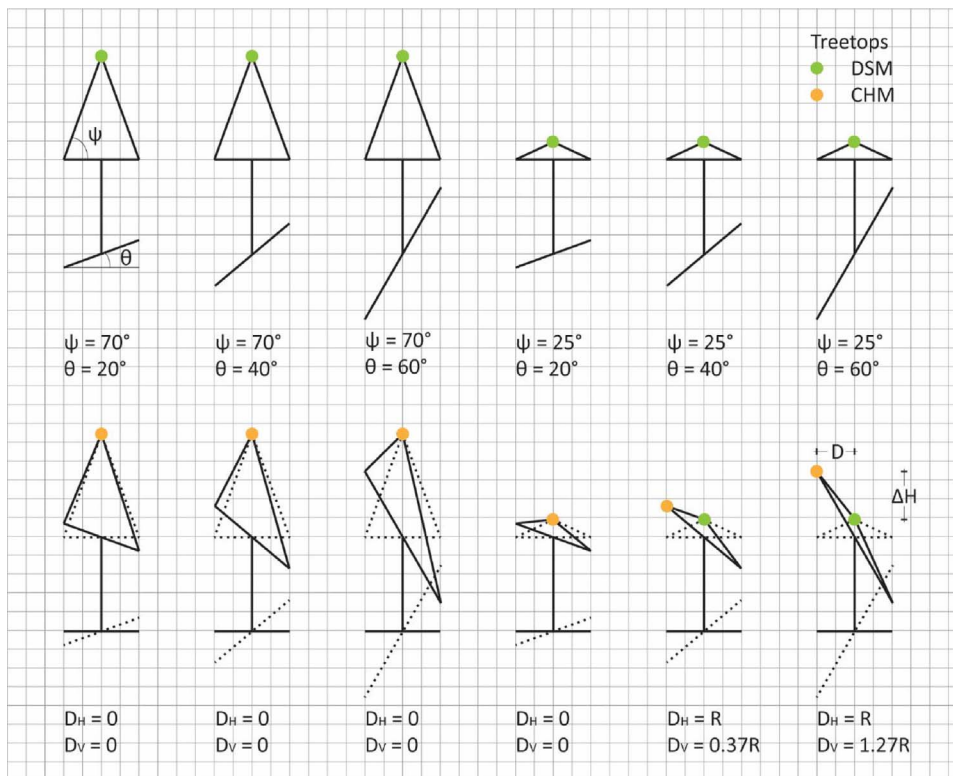 Treetops
DSM
CHM
ψ
θ
ψ = 70°
θ = 20°
ψ = 70°
θ = 40°
ψ = 70°
θ = 60°
ψ = 25°
θ = 20°
ψ = 25°
θ = 40°
ψ = 25°
θ = 60°
D
ΔH
DH = 0
DV = 0
DH = 0
DV = 0
DH = 0
DV = 0
DH = 0
DV = 0
DH = R
DV = 0.37R
DH = R
DV = 1.27R